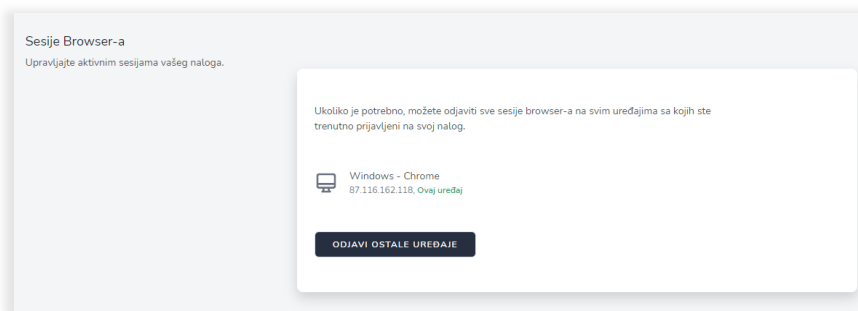 Sesije Browser-a
Upravljajte aktivnim sesijama vašeg naloga.
Ukoliko je potrebno, možete odjaviti sve sesije browser-a na svim uređajima sa kojih ste
trenutno prijavljeni na svoj nalog.
Windows - Chrome
87.116.162.118, Ovaj uređaj
ODJAVI OSTALE UREĐAJE